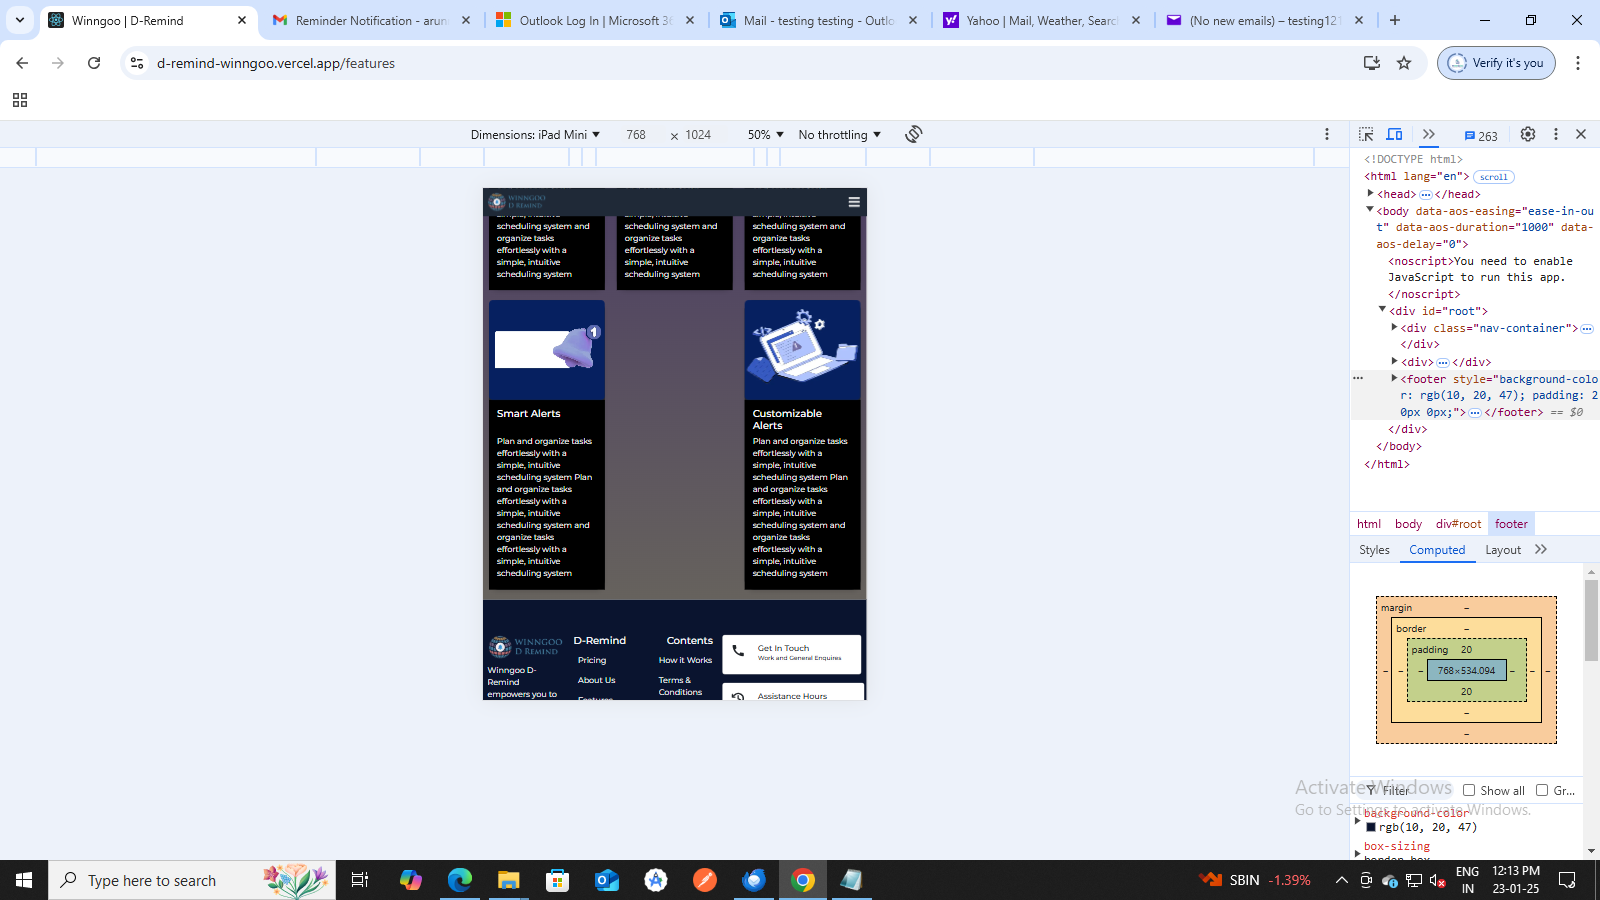 Winngoo | D-Remind
Reminder Notification - arun
Outlook Log In | Microsoft 36
Mail - testing testing - Outlo
Yahoo | Mail, Weather, Searc
(No new emails) – testing121
d-remind-winngoo.vercel.app/features
Verify it's you
Dimensions: iPad Mini
768
×
1024
50%
No throttling
263
WINNGOO
D REMIND
scheduling system and
organize tasks
effortlessly with a
simple, intuitive
scheduling system
scheduling system and
organize tasks
effortlessly with a
simple, intuitive
scheduling system
scheduling system and
organize tasks
effortlessly with a
simple, intuitive
scheduling system
1
Smart Alerts
Plan and organize tasks
effortlessly with a
simple, intuitive
scheduling system Plan
and organize tasks
effortlessly with a
simple, intuitive
scheduling system and
organize tasks
effortlessly with a
simple, intuitive
scheduling system
</>
Customizable
Alerts
Plan and organize tasks
effortlessly with a
simple, intuitive
scheduling system Plan
and organize tasks
effortlessly with a
simple, intuitive
scheduling system and
organize tasks
effortlessly with a
simple, intuitive
scheduling system
WINNGOO
D REMIND
Winngoo D-
Remind
empowers you to
D-Remind
Pricing
About Us
Features
Contents
How it Works
Terms &
Conditions
Get In Touch
Work and General Enquires
Assistance Hours
<!DOCTYPE html>
<html lang="en"> scroll
<head> … </head>
<body data-aos-easing="ease-in-ou
t" data-aos-duration="1000" data-
aos-delay="0">
<noscript>You need to enable
JavaScript to run this app.
</noscript>
<div id="root">
<div class="nav-container"> …
</div>
<div> … </div>
… <footer style="background-colo
r: rgb(10, 20, 47); padding: 2
0px 0px;"> … </footer> == $0
</div>
</body>
</html>
html body div#root footer
Styles Computed Layout
margin –
border –
padding 20
– – – 768×534.094 – – –
20
–
–
Filter
Show all
Gr...
background-color
rgb(10, 20, 47)
box-sizing
border-box
Activate Windows
Go to Settings to activate Windows.
Type here to search
SBIN -1.39%
ENG
IN
12:13 PM
23-01-25